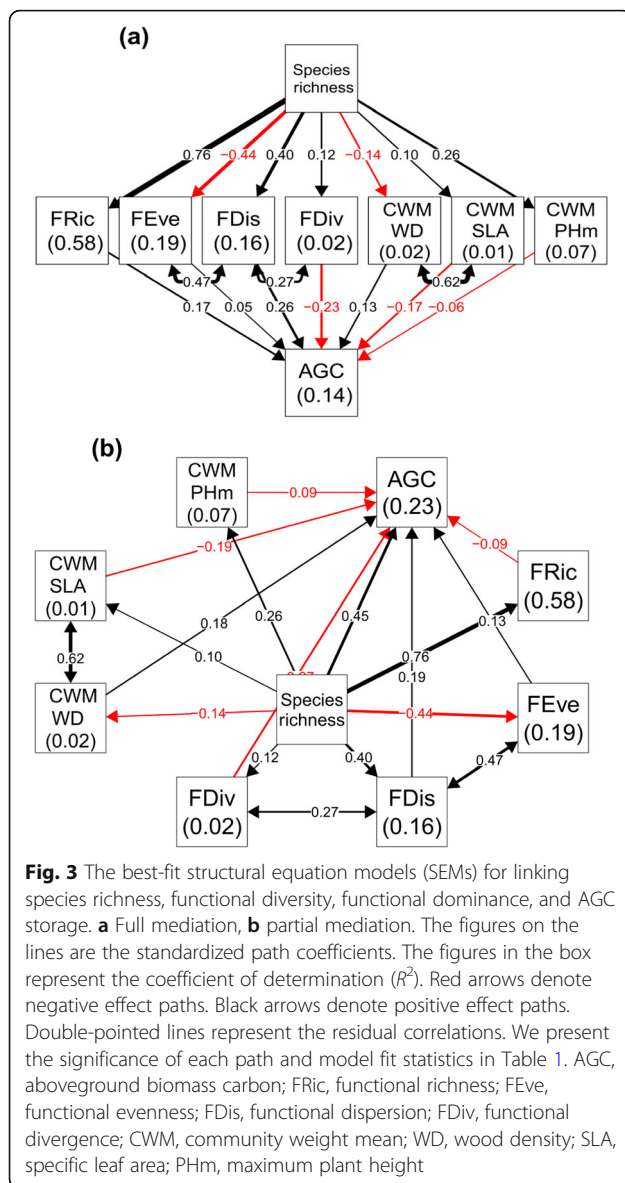 (a)
Species
richness
0.76 −0.44 0.40 0.12 −0.14 0.10 0.26
FRic
(0.58)
FEve
(0.19)
FDis
(0.16)
FDiv
(0.02)
CWM
WD
(0.02)
CWM
SLA
(0.01)
CWM
PHm
(0.07)
0.47 0.27 0.62
0.17 0.05 0.26 −0.23 0.13 −0.17 −0.06
AGC
(0.14)
(b)
CWM
PHm
(0.07)
AGC
(0.23)
0.09
CWM
SLA
(0.01)
−0.19
−0.09
FRic
(0.58)
0.18 0.26 0.45 0.13
0.62 0.10 0.76
0.19
CWM
WD
(0.02)
−0.14
Species
richness
−0.44
FEve
(0.19)
0.12 0.40 0.47
FDiv
(0.02)
0.27
FDis
(0.16)
Fig. 3 The best-fit structural equation models (SEMs) for linking
species richness, functional diversity, functional dominance, and AGC
storage. a Full mediation, b partial mediation. The figures on the
lines are the standardized path coefficients. The figures in the box
represent the coefficient of determination (R²). Red arrows denote
negative effect paths. Black arrows denote positive effect paths.
Double-pointed lines represent the residual correlations. We present
the significance of each path and model fit statistics in Table 1. AGC,
aboveground biomass carbon; FRic, functional richness; FEve,
functional evenness; FDis, functional dispersion; FDiv, functional
divergence; CWM, community weight mean; WD, wood density; SLA,
specific leaf area; PHm, maximum plant height